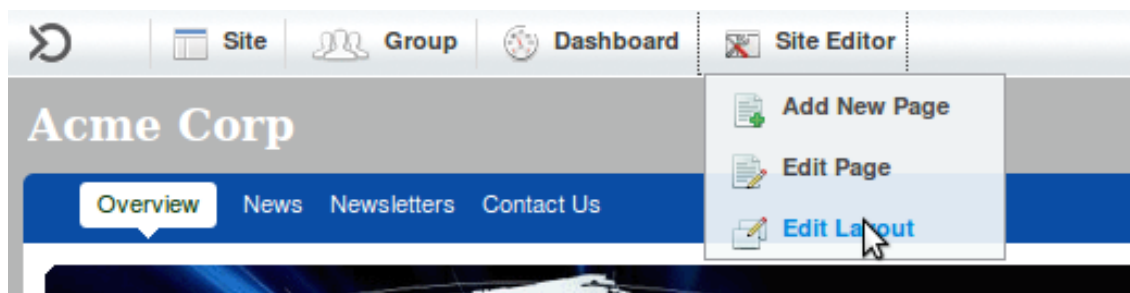 Site Group Dashboard Site Editor
Add New Page
Acme Corp
Edit Page
Overview News Newsletters Contact Us
Edit Layout